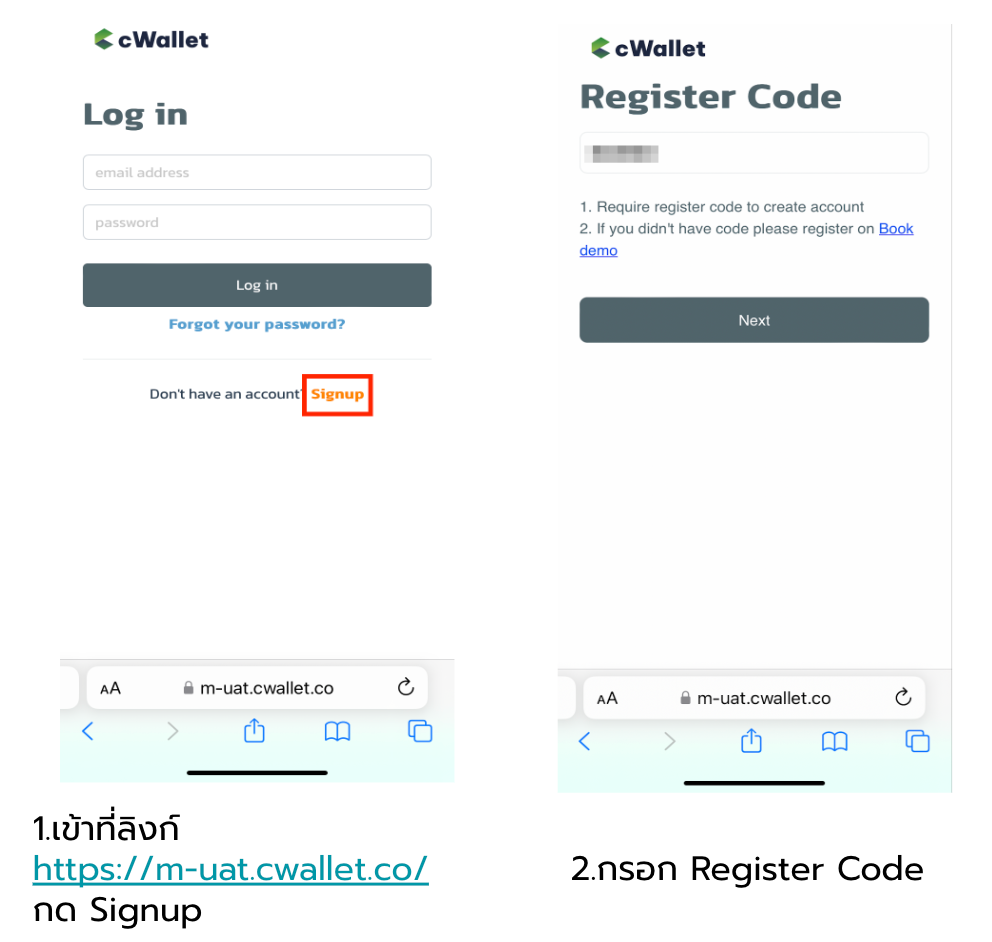 cWallet
Log in
email address
password
Log in
Forgot your password?
Don't have an account? Signup
AA m-uat.cwallet.co
1.เข้าที่ลิงก์
https://m-uat.cwallet.co/
กด Signup
cWallet
Register Code
1. Require register code to create account
2. If you didn't have code please register on Book
demo
Next
AA m-uat.cwallet.co
2.กรอก Register Code